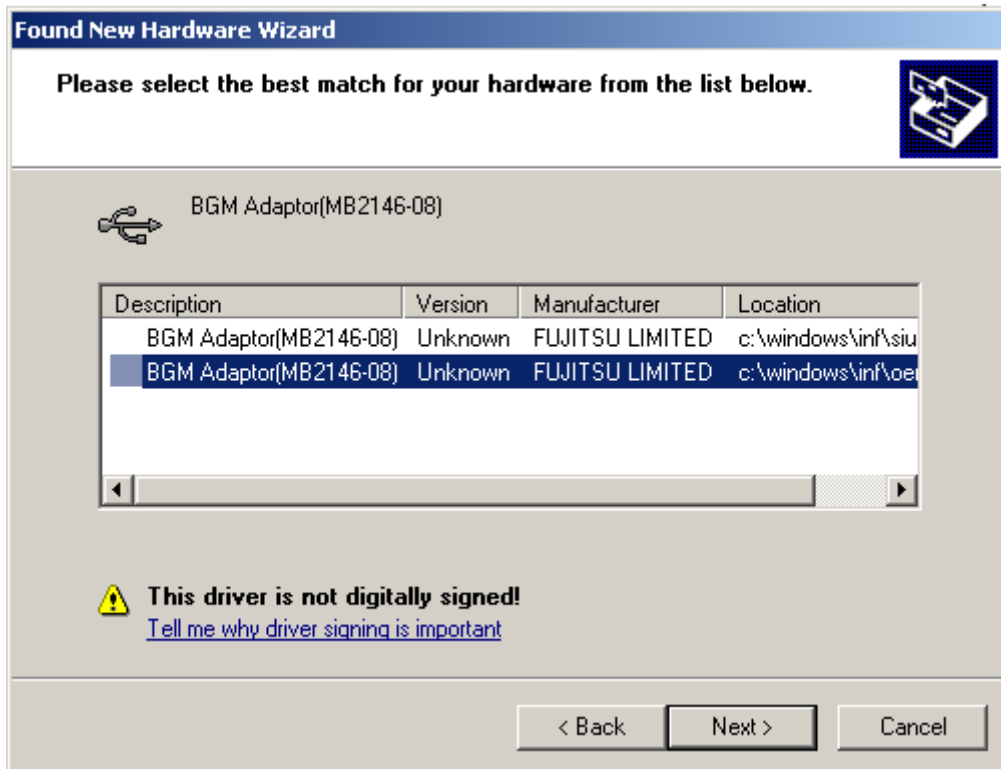 Found New Hardware Wizard
Please select the best match for your hardware from the list below.
BGM Adaptor(MB2146-08)
Description Version Manufacturer Location
BGM Adaptor(MB2146-08) Unknown FUJITSU LIMITED c:\windows\inf\siu
BGM Adaptor(MB2146-08) Unknown FUJITSU LIMITED c:\windows\inf\oer
This driver is not digitally signed!
Tell me why driver signing is important
< Back Next > Cancel